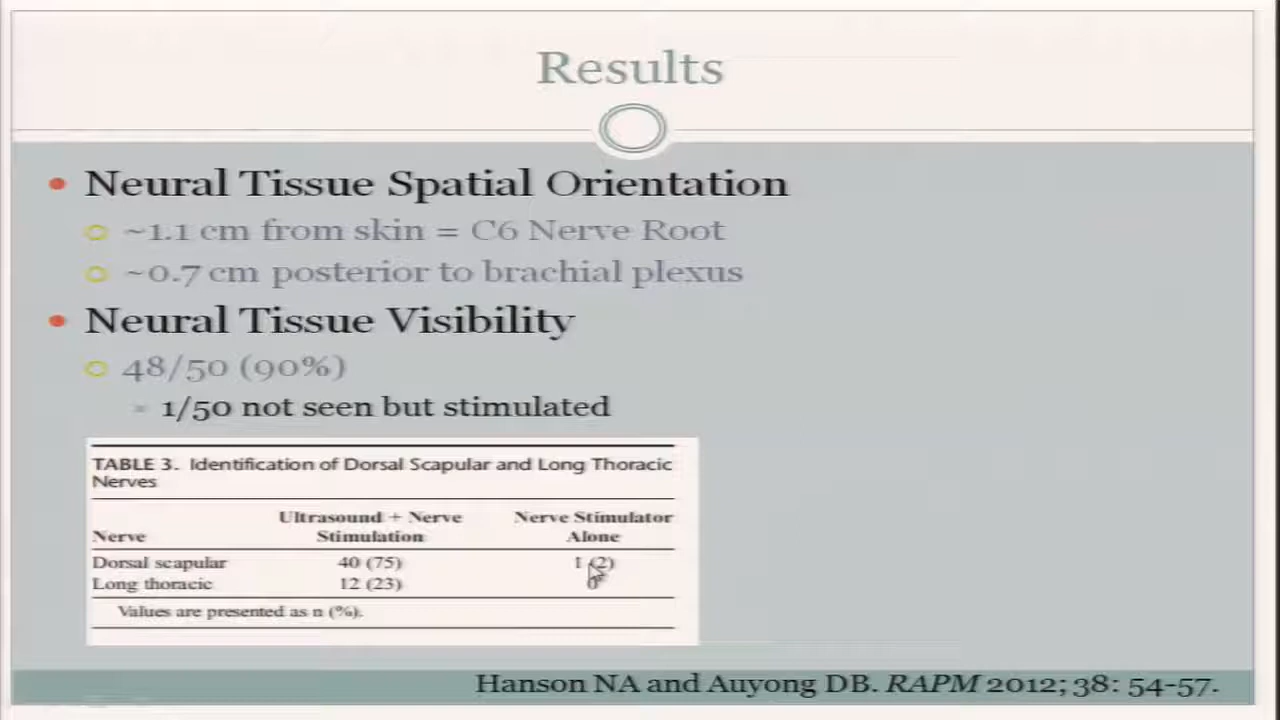 Results
Neural Tissue Spatial Orientation
~1.1 cm from skin = C6 Nerve Root
~0.7 cm posterior to brachial plexus
Neural Tissue Visibility
48/50 (90%)
1/50 not seen but stimulated
TABLE 3. Identification of Dorsal Scapular and Long Thoracic
Nerves
Nerve Ultrasound + Nerve Stimulation Nerve Stimulator Alone
Dorsal scapular 40 (75) 1 (2)
Long thoracic 12 (23) 0
Values are presented as n (%).
Hanson NA and Auyong DB. RAPM 2012; 38: 54-57.